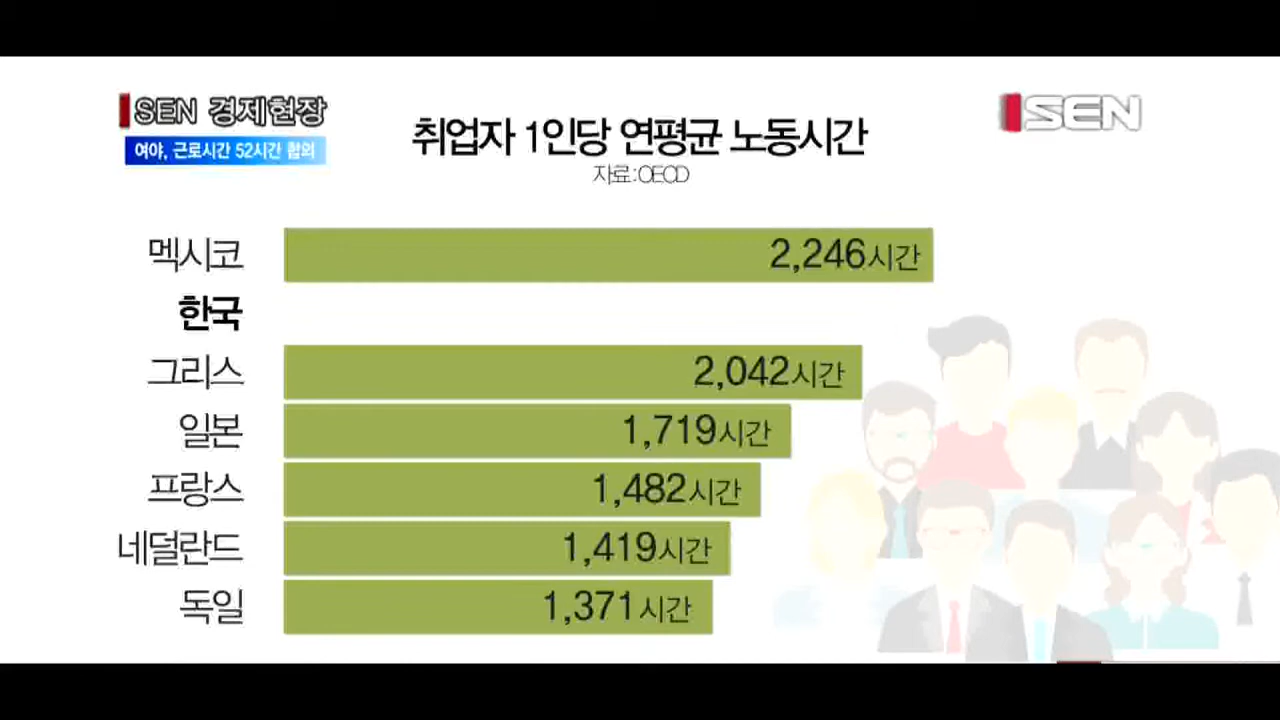 SEN 경제현장
여야, 근로시간 52시간 합의
SEN
취업자 1인당 연평균 노동시간
자료:OECD
멕시코 2,246시간
한국
그리스 2,042시간
일본 1,719시간
프랑스 1,482시간
네덜란드 1,419시간
독일 1,371시간